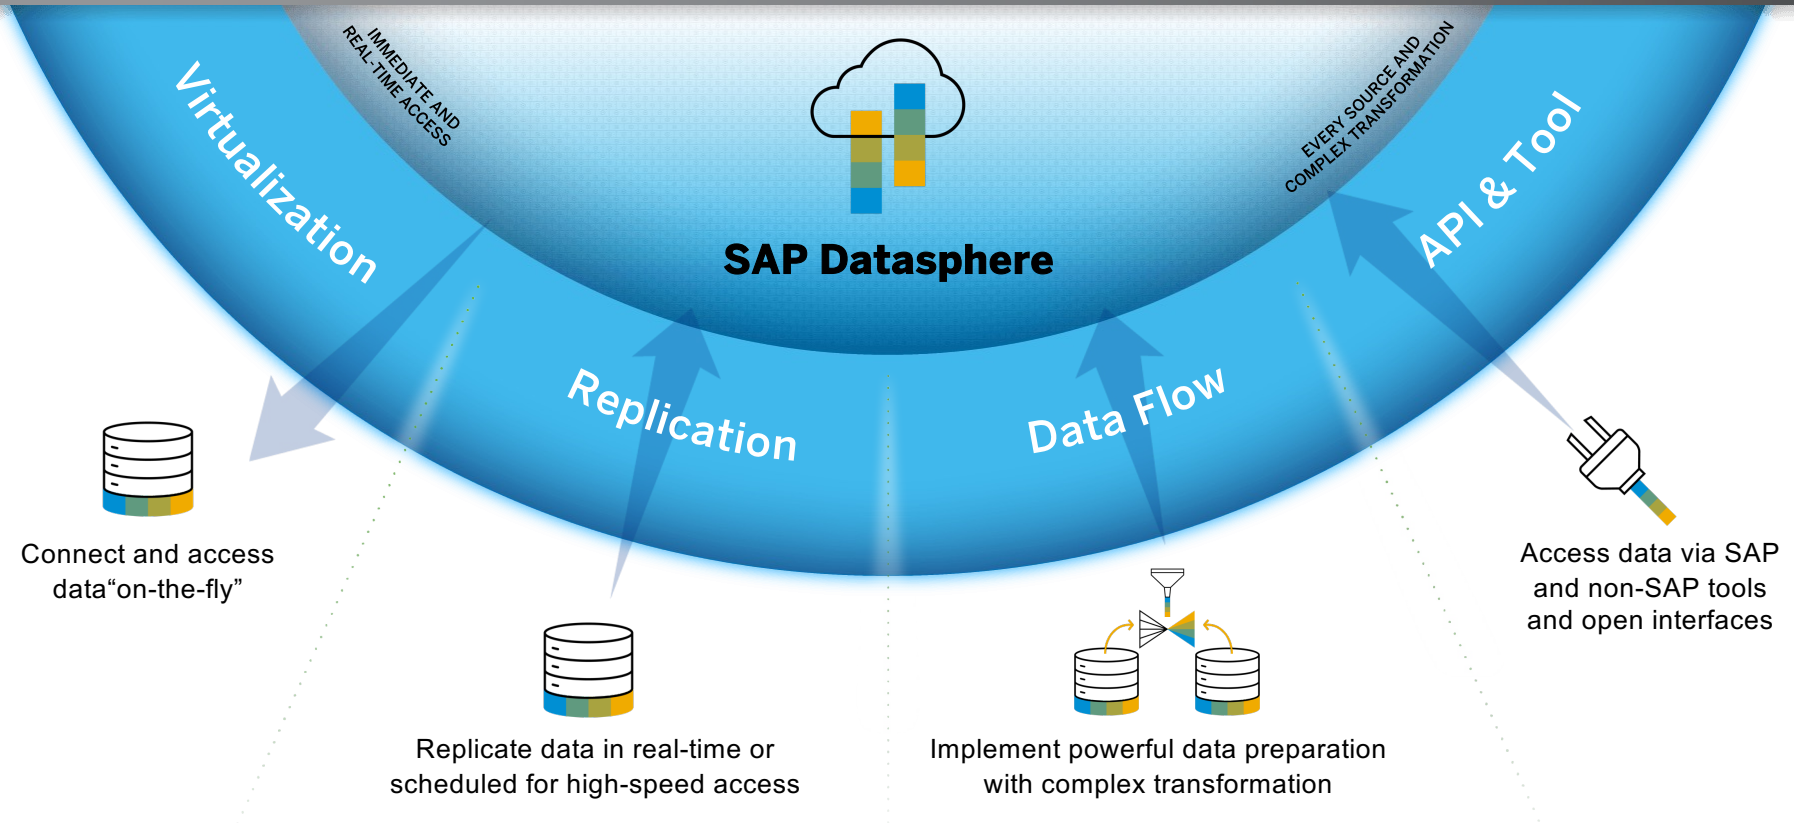 IMMEDIATE AND
REAL-TIME ACCESS
EVERY SOURCE AND
COMPLEX TRANSFORMATION
Virtualization
API & Tool
SAP Datasphere
Replication
Data Flow
Connect and access
data“on-the-fly”
Access data via SAP
and non-SAP tools
and open interfaces
Replicate data in real-time or
scheduled for high-speed access
Implement powerful data preparation
with complex transformation